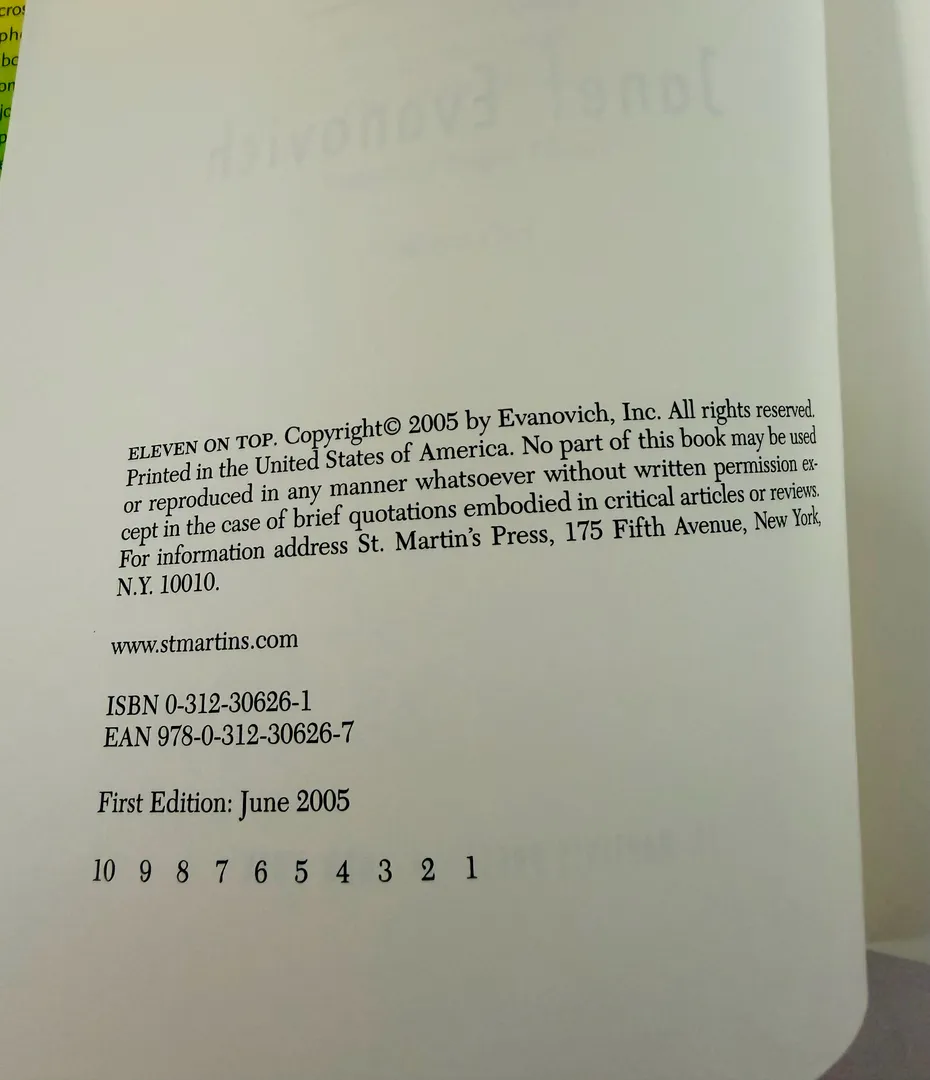 Janet Evanovich
ELEVEN ON TOP. Copyright© 2005 by Evanovich, Inc. All rights reserved.
Printed in the United States of America. No part of this book may be used
or reproduced in any manner whatsoever without written permission ex-
cept in the case of brief quotations embodied in critical articles or reviews.
For information address St. Martin's Press, 175 Fifth Avenue, New York,
N.Y. 10010.
www.stmartins.com
ISBN 0-312-30626-1
EAN 978-0-312-30626-7
First Edition: June 2005
10 9 8 7 6 5 4 3 2 1